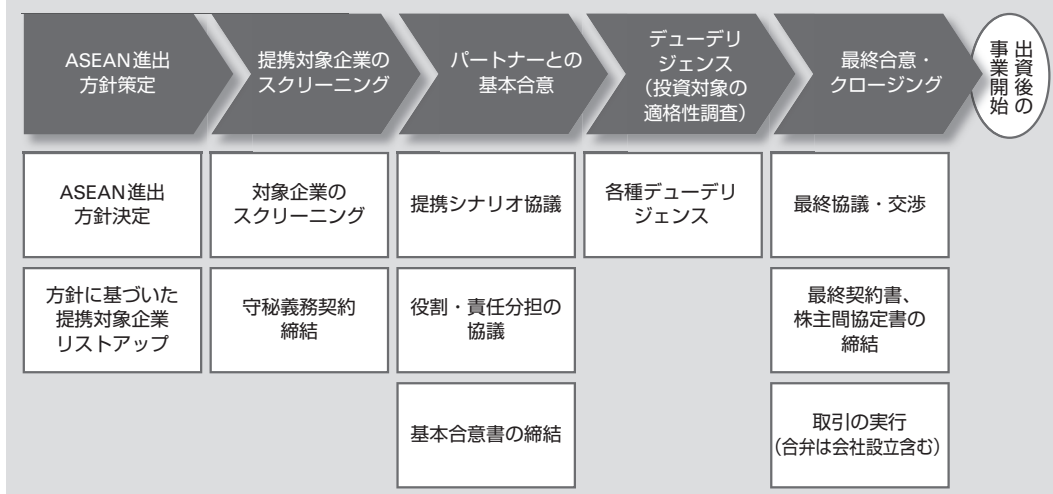 ASEAN進出
方針策定
提携対象企業の
スクリーニング
パートナーとの
基本合意
デューデリ
ジェンス
(投資対象の
適格性調査)
最終合意・
クロージング
出資後の
事業開始
ASEAN進出
方針決定
対象企業の
スクリーニング
提携シナリオ協議
各種デューデリ
ジェンス
最終協議・交渉
方針に基づいた
提携対象企業
リストアップ
守秘義務契約
締結
役割・責任分担の
協議
最終契約書、
株主間協定書の
締結
基本合意書の締結
取引の実行
(合弁は会社設立含む)